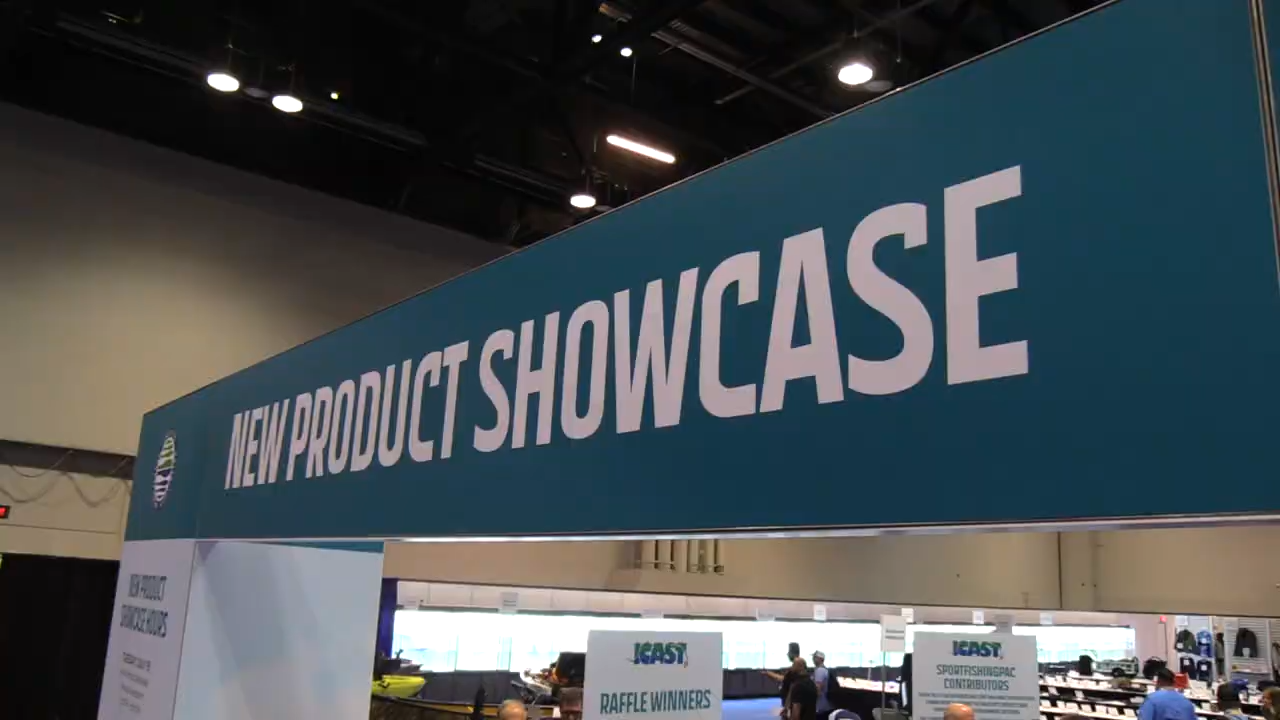 NEW PRODUCT SHOWCASE
NEW PRODUCT
SHOWCASE HOURS
ICAST
RAFFLE WINNERS
ICAST
SPORTFISHINGPAC
CONTRIBUTORS